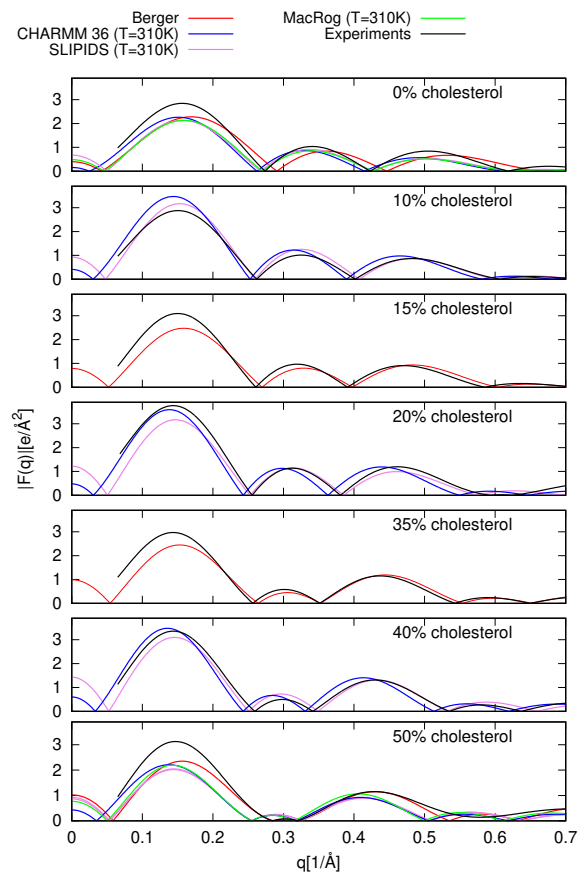 Berger
CHARMM 36 (T=310K)
SLIPIDS (T=310K)
MacRog (T=310K)
Experiments
0% cholesterol
3
2
1
0
10% cholesterol
3
2
1
0
15% cholesterol
3
2
1
0
20% cholesterol
3
2
1
0
35% cholesterol
3
2
1
0
40% cholesterol
3
2
1
0
50% cholesterol
3
2
1
0
|F(q)|[e/Å²]
0 0.1 0.2 0.3 0.4 0.5 0.6 0.7
q[1/Å]